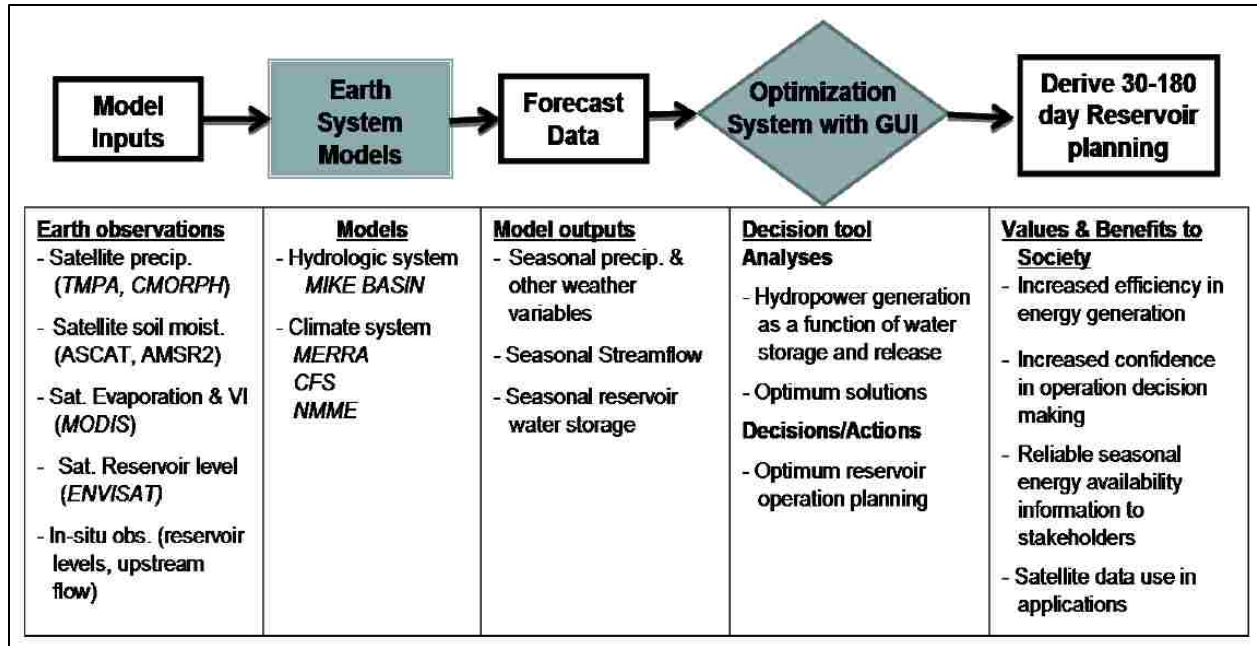 Model
Inputs
Earth
System
Models
Forecast
Data
Optimization
System with GUI
Derive 30-180
day Reservoir
planning
Earth observations
- Satellite precip.
(TMPA, CMORPH)
- Satellite soil moist.
(ASCAT, AMSR2)
- Sat. Evaporation & VI
(MODIS)
- Sat. Reservoir level
(ENVISAT)
- In-situ obs. (reservoir
levels, upstream
flow)
Models
- Hydrologic system
MIKE BASIN
- Climate system
MERRA
CFS
NMME
Model outputs
- Seasonal precip. &
other weather
variables
- Seasonal Streamflow
- Seasonal reservoir
water storage
Decision tool
Analyses
- Hydropower generation
as a function of water
storage and release
- Optimum solutions
Decisions/Actions
- Optimum reservoir
operation planning
Values & Benefits to
Society
- Increased efficiency in
energy generation
- Increased confidence
in operation decision
making
- Reliable seasonal
energy availability
information to
stakeholders
- Satellite data use in
applications